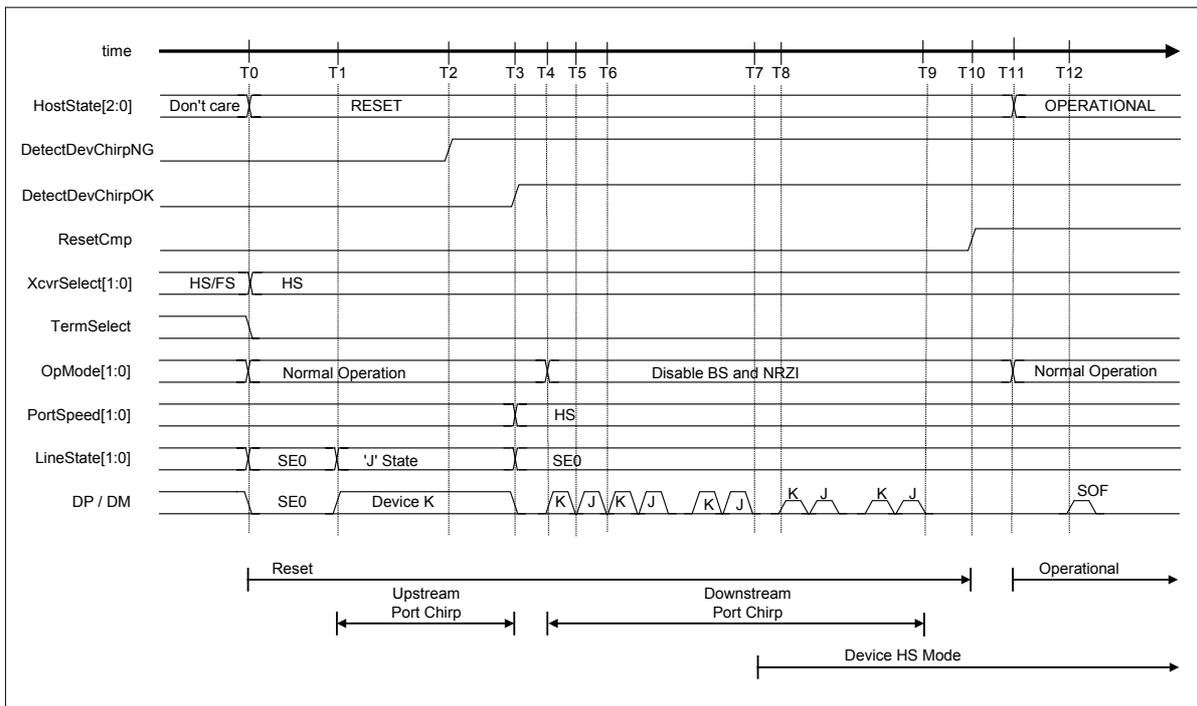 time
T0 T1 T2 T3 T4 T5 T6 T7 T8 T9 T10 T11 T12
HostState[2:0] Don't care RESET OPERATIONAL
DetectDevChirpNG
DetectDevChirpOK
ResetCmp
XcvrSelect[1:0] HS/FS HS
TermSelect
OpMode[1:0] Normal Operation Disable BS and NRZI Normal Operation
PortSpeed[1:0] HS
LineState[1:0] SE0 'J' State SE0
DP / DM SE0 Device K K J K J K J K J K J SOF
Reset Operational
Upstream Downstream
Port Chirp Port Chirp
Device HS Mode